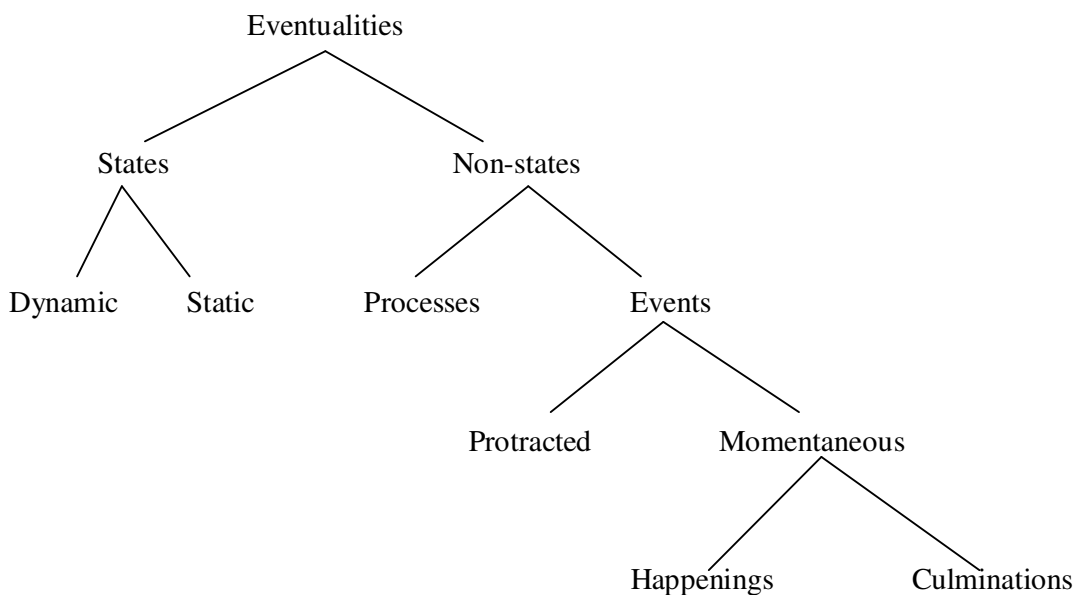 Eventualities
States Non-states
Dynamic Static Processes Events
Protracted Momentaneous
Happenings Culminations